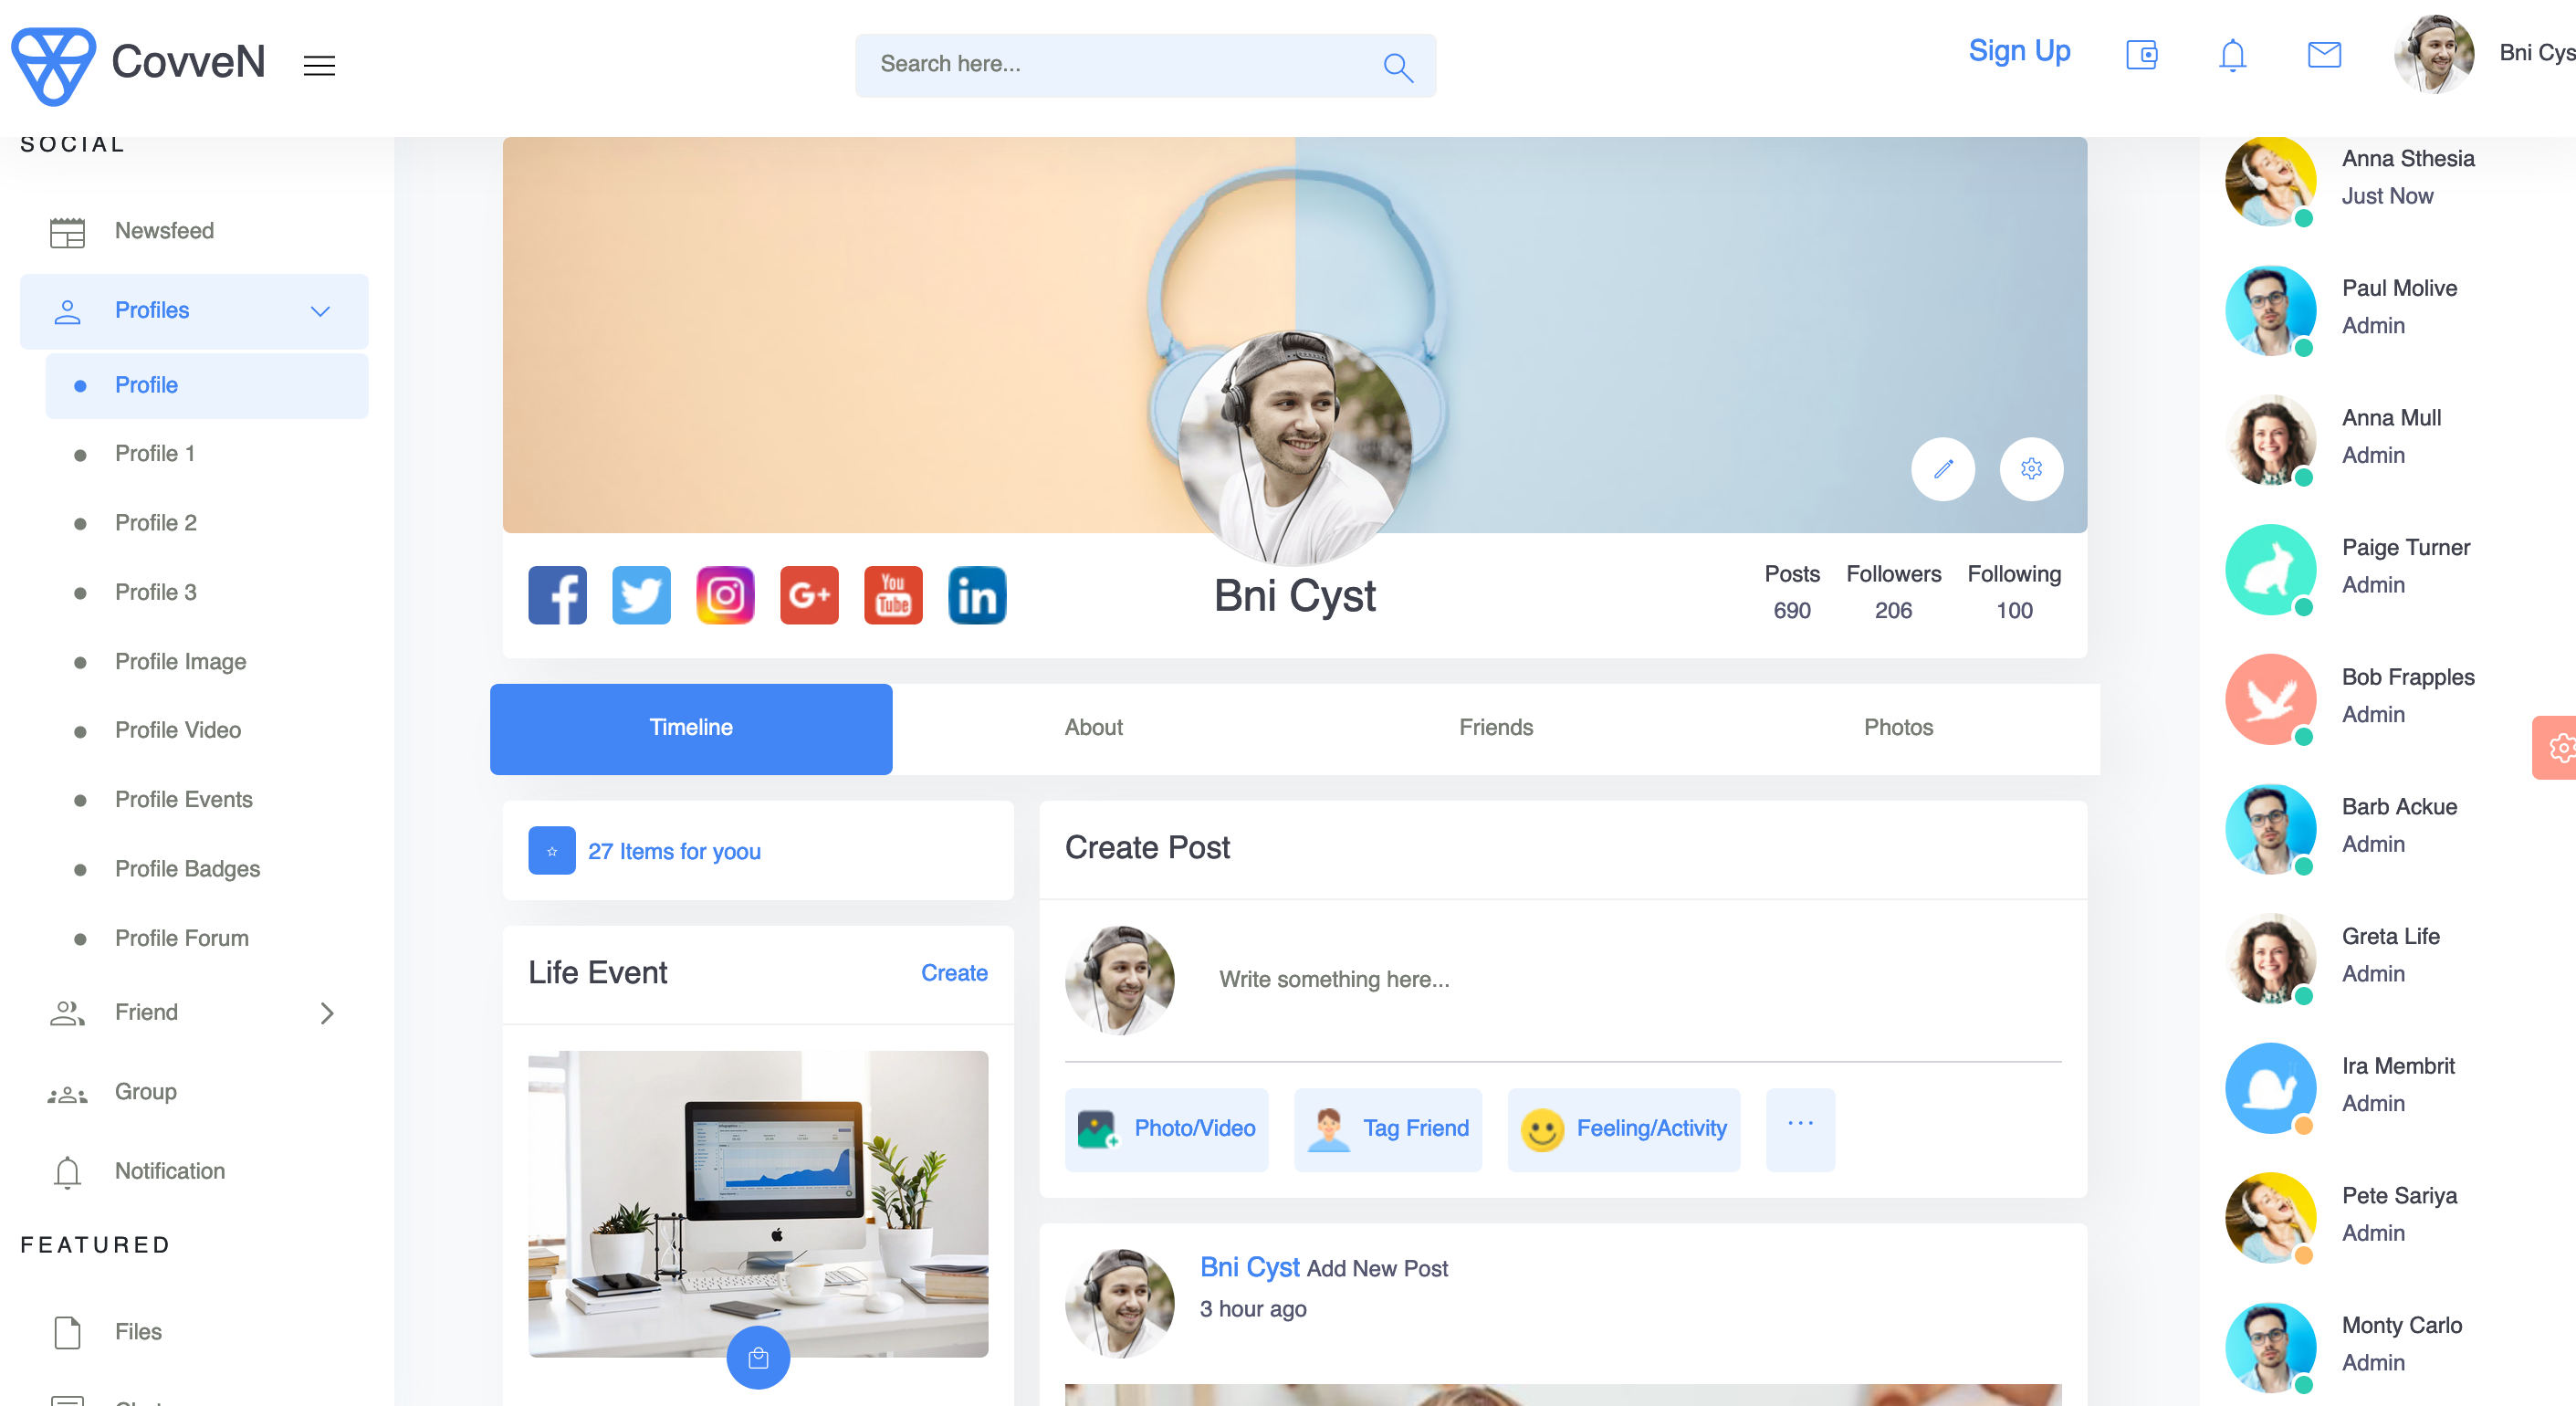 CovveN
Search here...
Sign Up
Bni Cys
SOCIAL
Newsfeed
Profiles
Profile
Profile 1
Profile 2
Profile 3
Profile Image
Profile Video
Profile Events
Profile Badges
Profile Forum
Friend
Group
Notification
FEATURED
Files
You
Tube
G+
in
Bni Cyst
Posts
690
Followers
206
Following
100
Timeline
About
Friends
Photos
27 Items for yoou
Life Event
Create
Create Post
Write something here...
Photo/Video
Tag Friend
Feeling/Activity
...
Bni Cyst Add New Post
3 hour ago
Anna Sthesia
Just Now
Paul Molive
Admin
Anna Mull
Admin
Paige Turner
Admin
Bob Frapples
Admin
Barb Ackue
Admin
Greta Life
Admin
Ira Membrit
Admin
Pete Sariya
Admin
Monty Carlo
Admin